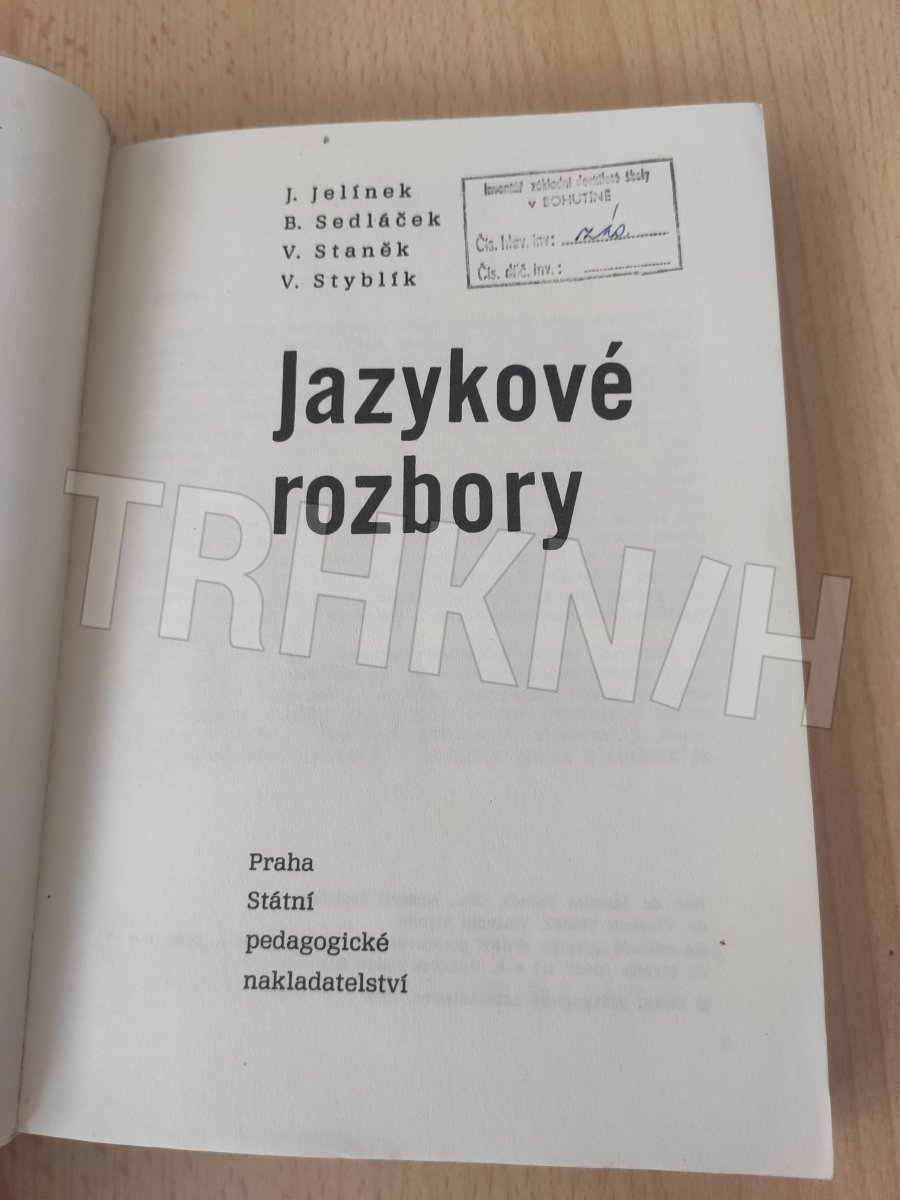 J. Jelínek
B. Sedláček
V. Staněk
V. Styblík
Inventář základní devítileté školy
v BOHUTÍNĚ
Čís. hlav. inv: zás.
Čís. dílč. inv.:
Jazykové
rozbory
TRHKNIH
Praha
Státní
pedagogické
nakladatelství